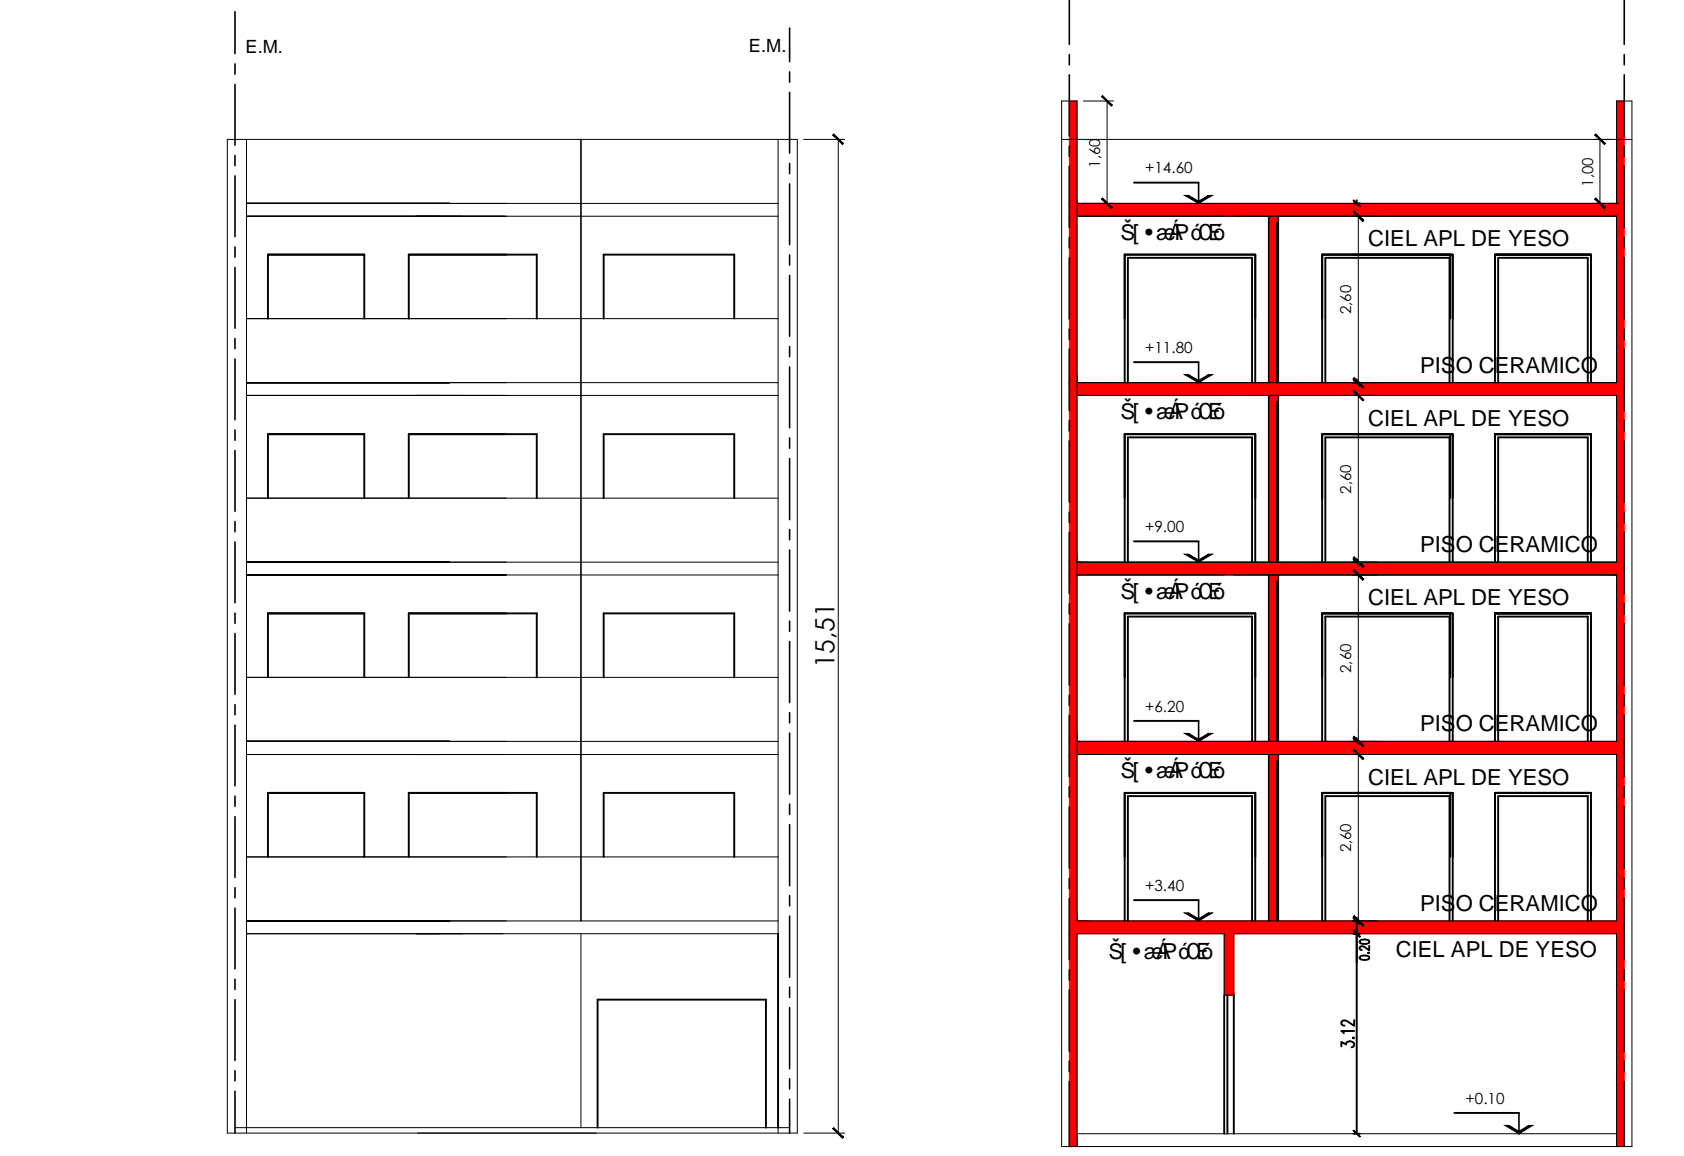 E.M.
E.M.
15,51
1,60
+14.60
1,00
CIEL APL DE YESO
2,60
+11.80
PISO CERAMICO
CIEL APL DE YESO
2,60
+9.00
PISO CERAMICO
CIEL APL DE YESO
2,60
+6.20
PISO CERAMICO
CIEL APL DE YESO
2,60
+3.40
PISO CERAMICO
0.20
CIEL APL DE YESO
3.12
+0.10